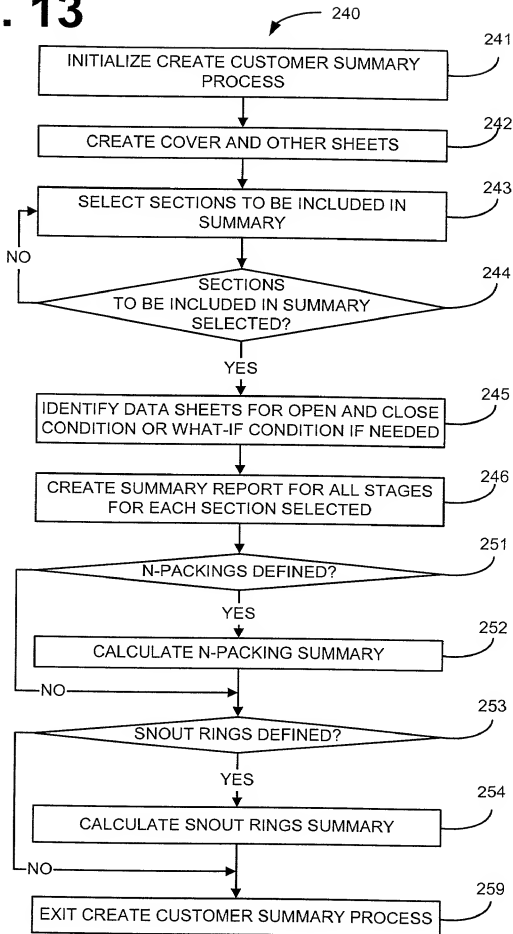 . 13
240
INITIALIZE CREATE CUSTOMER SUMMARY
PROCESS
241
CREATE COVER AND OTHER SHEETS
242
SELECT SECTIONS TO BE INCLUDED IN
SUMMARY
243
NO
SECTIONS
TO BE INCLUDED IN SUMMARY
SELECTED?
244
YES
IDENTIFY DATA SHEETS FOR OPEN AND CLOSE
CONDITION OR WHAT-IF CONDITION IF NEEDED
245
CREATE SUMMARY REPORT FOR ALL STAGES
FOR EACH SECTION SELECTED
246
N-PACKINGS DEFINED?
251
YES
CALCULATE N-PACKING SUMMARY
252
NO
SNOUT RINGS DEFINED?
253
YES
CALCULATE SNOUT RINGS SUMMARY
254
NO
EXIT CREATE CUSTOMER SUMMARY PROCESS
259